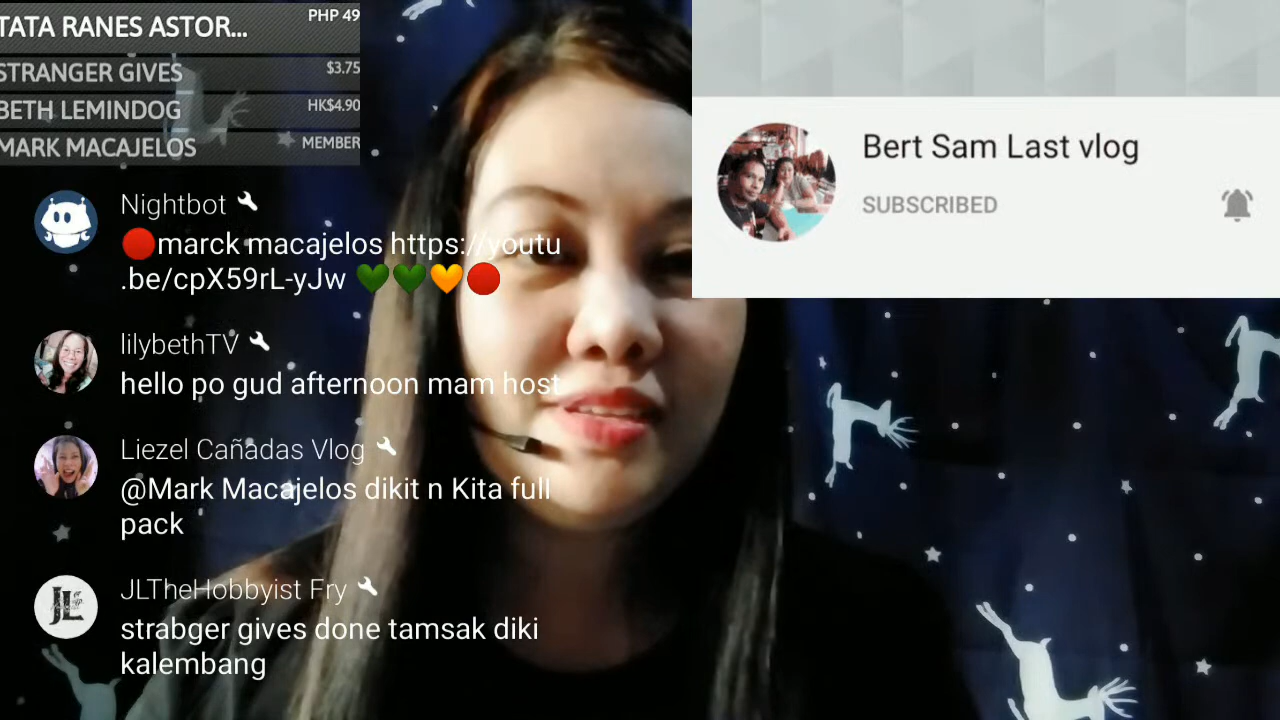 TATA RANES ASTOR... PHP 49
STRANGER GIVES $3.75
BETH LEMINDOG HK$4.90
MARK MACAJELOS MEMBER
Bert Sam Last vlog
SUBSCRIBED
Nightbot
🔴marck macajelos https://youtu
.be/cpX59rL-yJw 💚💚🧡🔴
lilybethTV
hello po gud afternoon mam host
Liezel Cañadas Vlog
@Mark Macajelos dikit n Kita full
pack
JL
JLTheHobbyist Fry
strabger gives done tamsak diki
kalembang